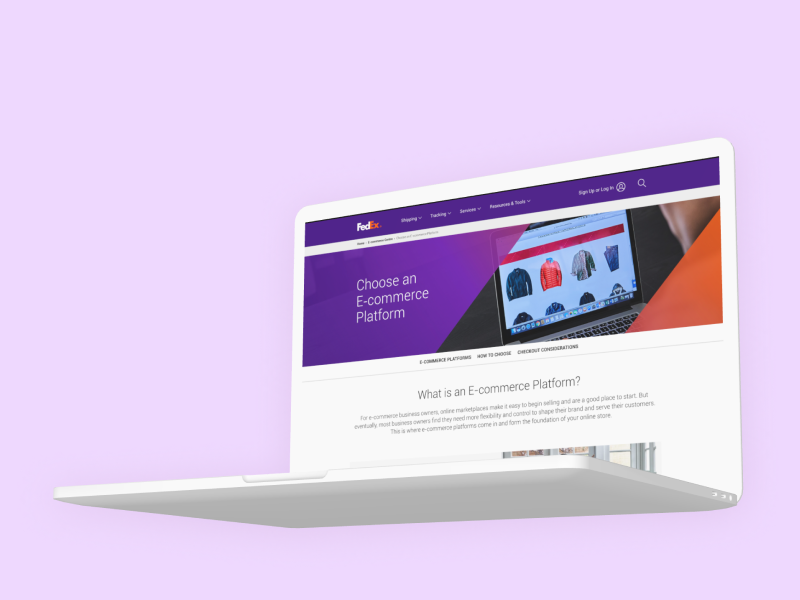 FedEx
Shipping Tracking Services Resources & Tools Sign Up or Log In
Home
Choose an
E-commerce
Platform
E-COMMERCE PLATFORMS HOW TO CHOOSE CHECKOUT CONSIDERATIONS
What is an E-commerce Platform?
For e-commerce business owners, online marketplaces make it easy to begin selling and are a good place to start. But
eventually, most business owners find they need more flexibility and control to shape their brand and serve their customers.
This is where e-commerce platforms come in and form the foundation of your online store.